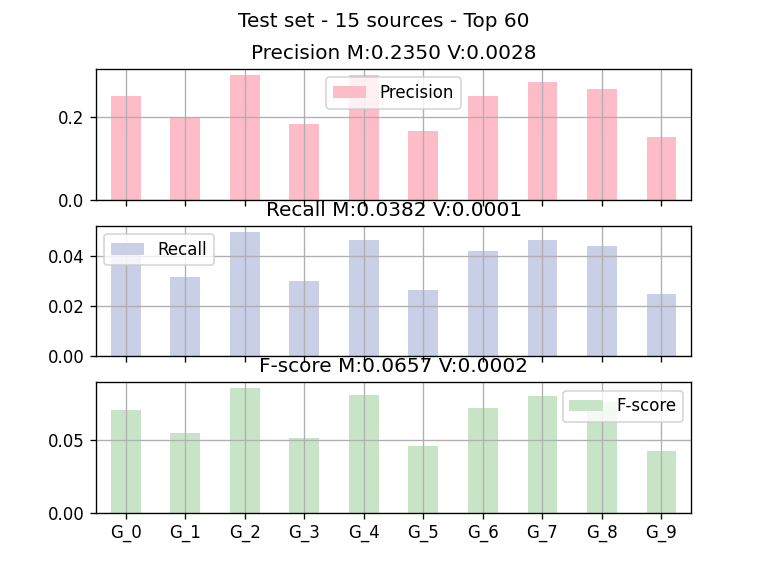 Test set - 15 sources - Top 60
Precision M:0.2350 V:0.0028
Precision
0.2
0.0
Recall M:0.0382 V:0.0001
Recall
0.04
0.02
0.00
F-score M:0.0657 V:0.0002
F-score
0.05
0.00
G_0 G_1 G_2 G_3 G_4 G_5 G_6 G_7 G_8 G_9